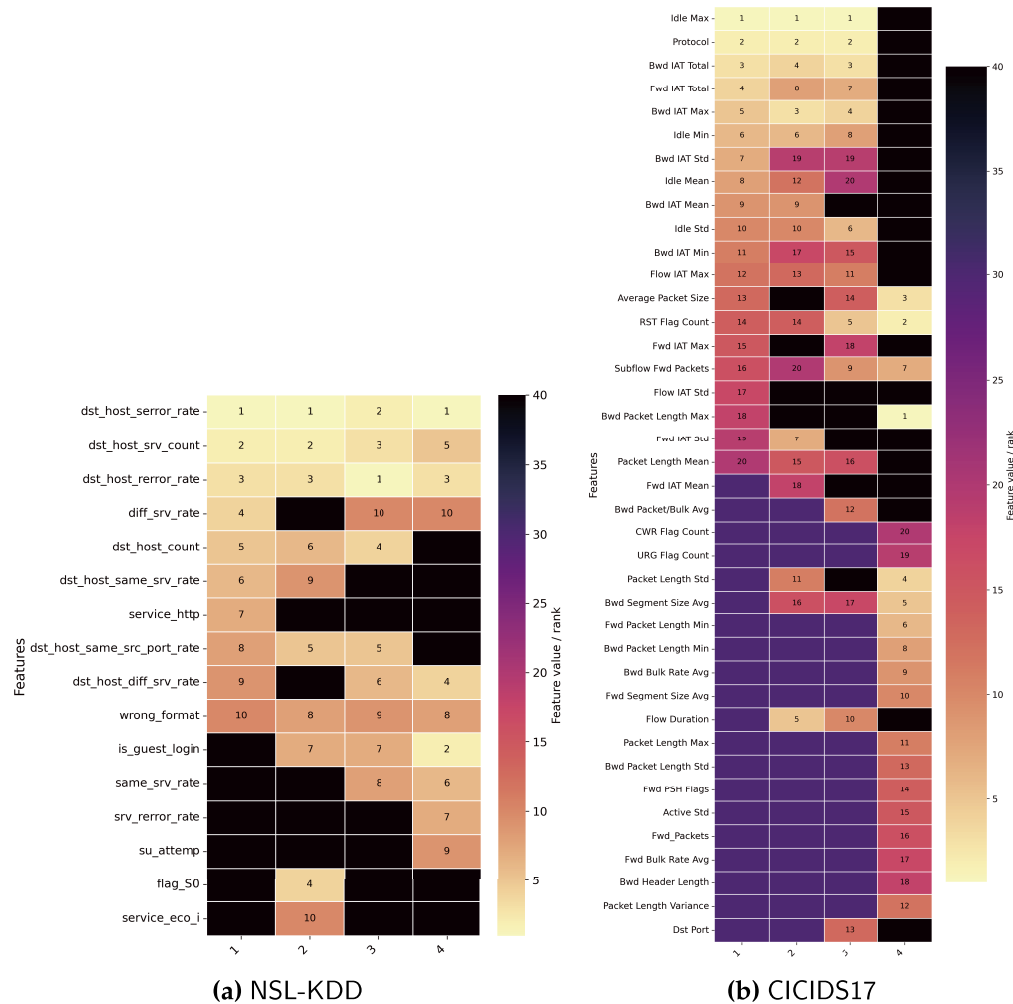 Features
dst_host_serror_rate 1 1 2 1
dst_host_srv_count 2 2 3 5
dst_host_rerror_rate 3 3 1 3
diff_srv_rate 4 10 10
dst_host_count 5 6 4
dst_host_same_srv_rate 6 9
service_http 7
dst_host_same_src_port_rate 8 5 5
dst_host_diff_srv_rate 9 6 4
wrong_format 10 8 9 8
is_guest_login 7 7 2
same_srv_rate 8 6
srv_rerror_rate 7
su_attemp 9
flag_S0 4
service_eco_i 10
1 2 3 4
40
35
30
25
20
15
10
5
Feature value / rank
(a) NSL-KDD
Features
Idle Max 1 1 1
Protocol 2 2 2
Bwd IAT Total 3 4 3
Fwd IAT Total 4 8 7
Bwd IAT Max 5 3 4
Idle Min 6 6 8
Bwd IAT Std 7 19 19
Idle Mean 8 12 20
Bwd IAT Mean 9 9
Idle Std 10 10 6
Bwd IAT Min 11 17 15
Flow IAT Max 12 13 11
Average Packet Size 13 14 3
RST Flag Count 14 14 5 2
Fwd IAT Max 15 18
Subflow Fwd Packets 16 20 9 7
Flow IAT Std 17
Bwd Packet Length Max 18 1
Fwd IAT Std 19 7
Packet Length Mean 20 15 16
Fwd IAT Mean 18
Bwd Packet/Bulk Avg 12
CWR Flag Count 20
URG Flag Count 19
Packet Length Std 11 4
Bwd Segment Size Avg 16 17 5
Fwd Packet Length Min 6
Bwd Packet Length Min 8
Bwd Bulk Rate Avg 9
Fwd Segment Size Avg 10
Flow Duration 5 10
Packet Length Max 11
Bwd Packet Length Std 13
Fwd PSH Flags 14
Active Std 15
Fwd_Packets 16
Fwd Bulk Rate Avg 17
Bwd Header Length 18
Packet Length Variance 12
Dst Port 13
1 2 3 4
40
35
30
25
20
15
10
5
Feature value / rank
(b) CICIDS17